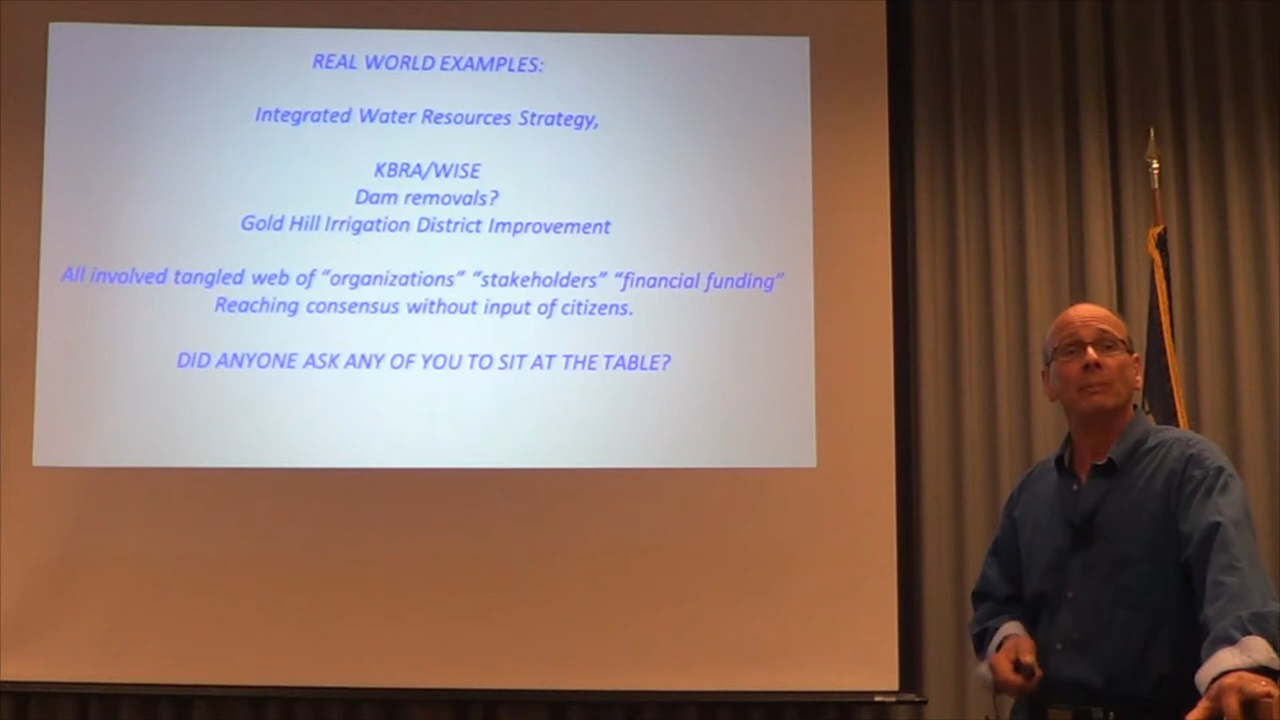 REAL WORLD EXAMPLES:
Integrated Water Resources Strategy,
KBRA/WISE
Dam removals?
Gold Hill Irrigation District Improvement
All involved tangled web of “organizations” “stakeholders” “financial funding”
Reaching consensus without input of citizens.
DID ANYONE ASK ANY OF YOU TO SIT AT THE TABLE?